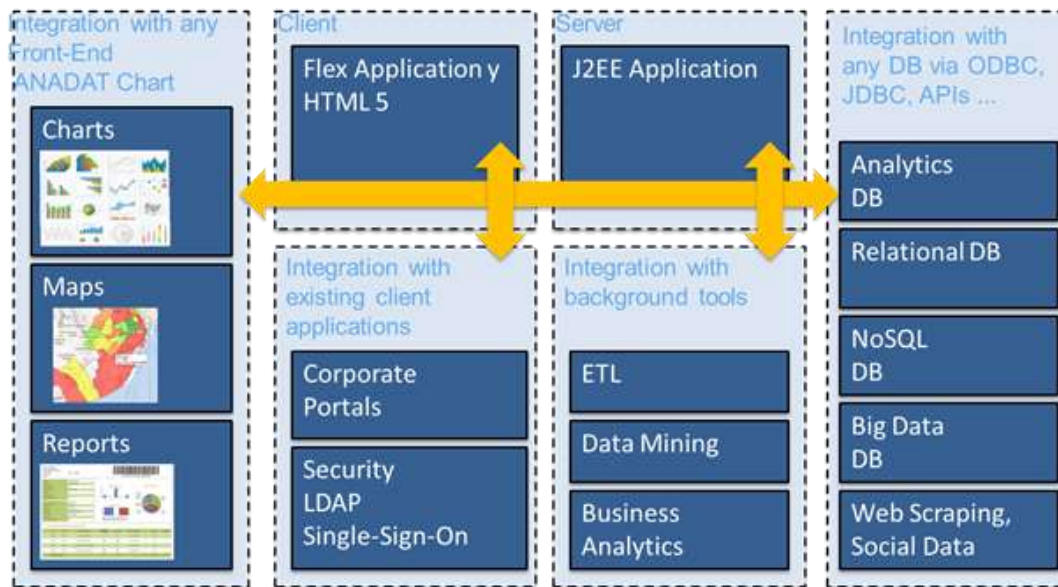 Integration with any
Front-End
ANADAT Chart
Charts
Maps
Reports
Client
Flex Application y
HTML 5
Integration with
existing client
applications
Corporate
Portals
Security
LDAP
Single-Sign-On
Server
J2EE Application
Integration with
background tools
ETL
Data Mining
Business
Analytics
Integration with
any DB via ODBC,
JDBC, APIs ...
Analytics
DB
Relational DB
NoSQL
DB
Big Data
DB
Web Scraping,
Social Data